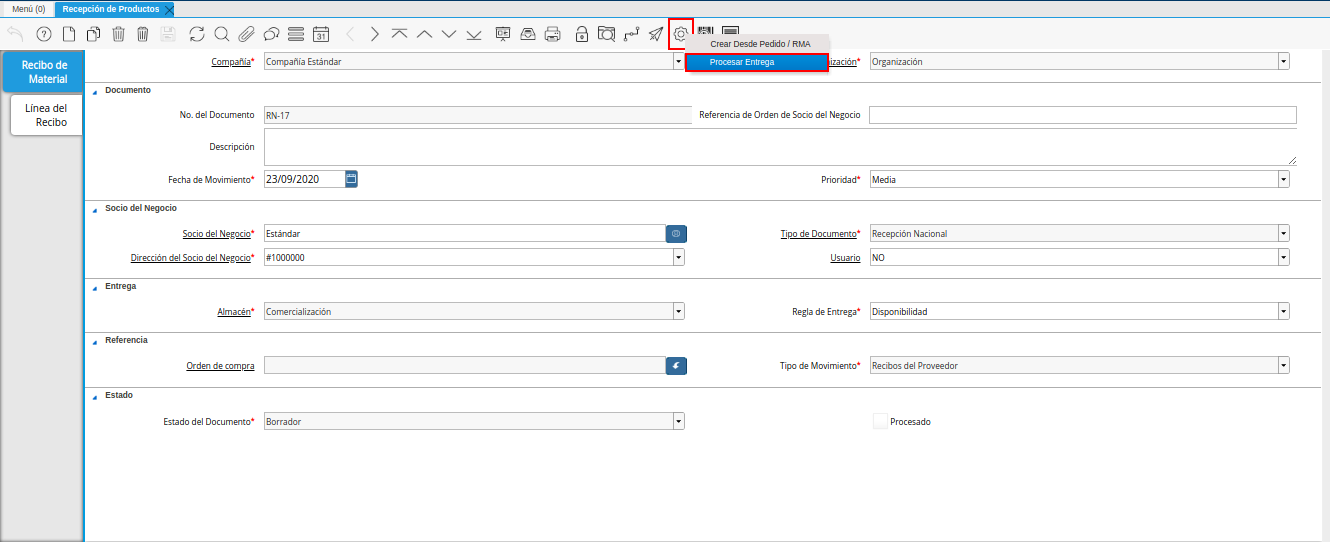 Menú (0)
Recepción de Productos
31
Crear Desde Pedido / RMA
Procesar Entrega
Recibo de
Material
Línea del
Recibo
Compañía* Compañía Estándar
ización* Organización
Documento
No. del Documento RN-17 Referencia de Orden de Socio del Negocio
Descripción
Fecha de Movimiento* 23/09/2020 Prioridad* Media
Socio del Negocio
Socio del Negocio* Estándar Tipo de Documento* Recepción Nacional
Dirección del Socio del Negocio* #1000000 Usuario NO
Entrega
Almacén* Comercialización Regla de Entrega* Disponibilidad
Referencia
Orden de compra Tipo de Movimiento* Recibos del Proveedor
Estado
Estado del Documento* Borrador Procesado